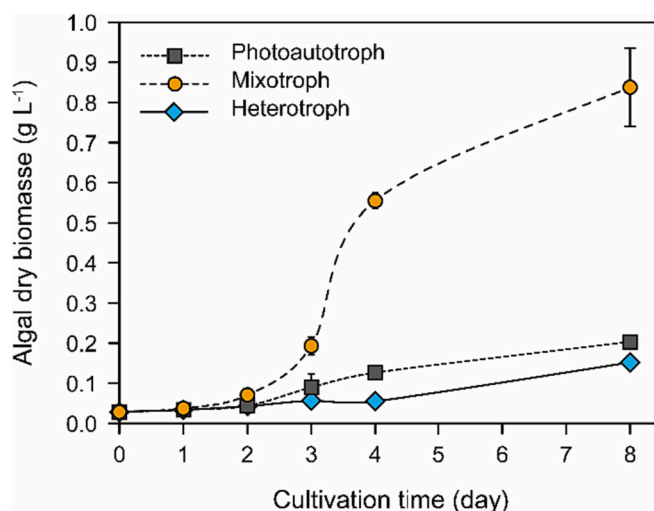 1.0
0.9
0.8
0.7
0.6
0.5
0.4
0.3
0.2
0.1
0.0
Algal dry biomasse (g L⁻¹)
Photoautotroph
Mixotroph
Heterotroph
0 1 2 3 4 5 6 7 8
Cultivation time (day)